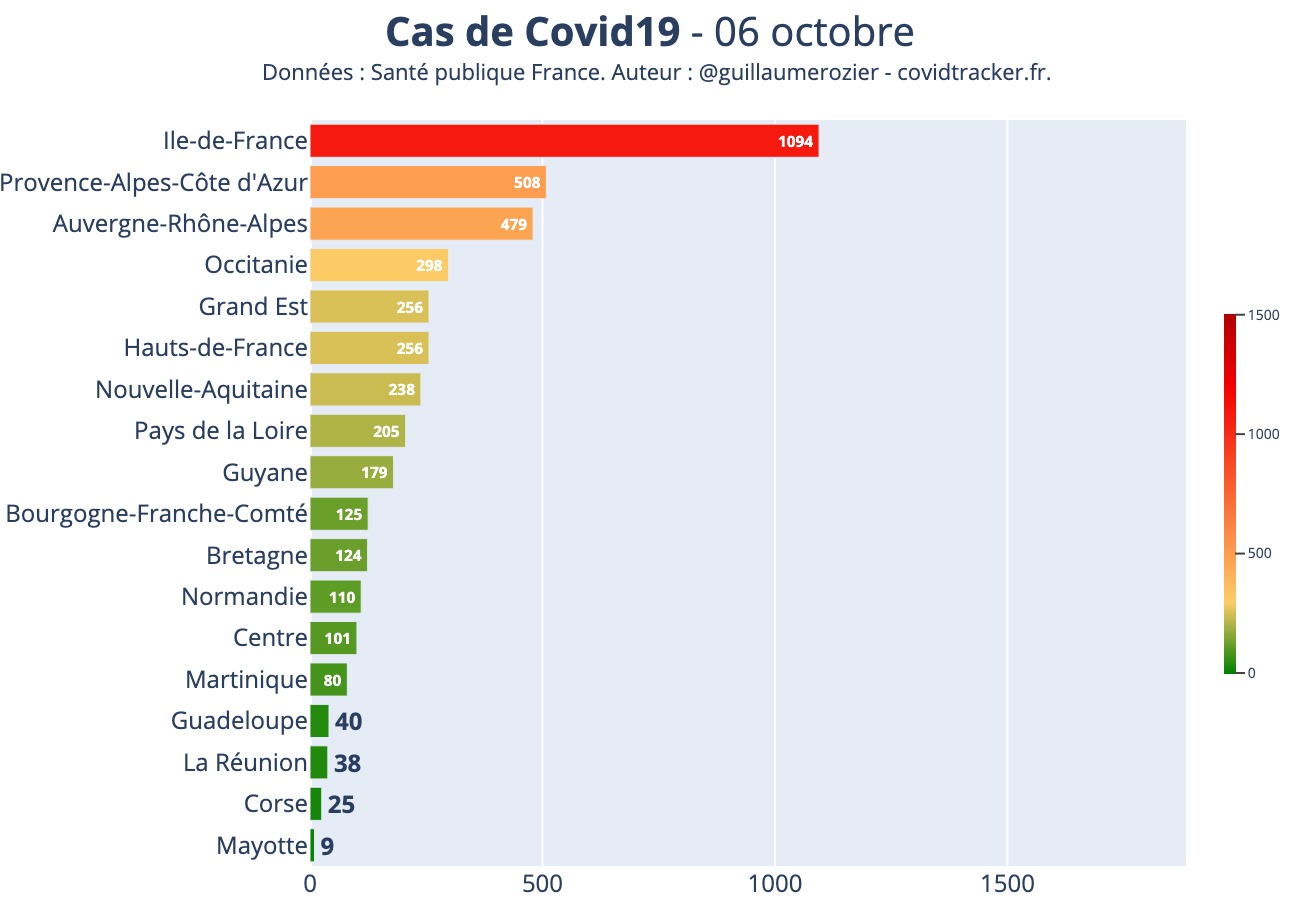 Cas de Covid19 - 06 octobre
Données : Santé publique France. Auteur : @guillaumerozier - covidtracker.fr.
Ile-de-France 1094
Provence-Alpes-Côte d'Azur 508
Auvergne-Rhône-Alpes 479
Occitanie 298
Grand Est 256
Hauts-de-France 256
Nouvelle-Aquitaine 238
Pays de la Loire 205
Guyane 179
Bourgogne-Franche-Comté 125
Bretagne 124
Normandie 110
Centre 101
Martinique 80
Guadeloupe 40
La Réunion 38
Corse 25
Mayotte 9
0 500 1000 1500
1500
1000
500
0